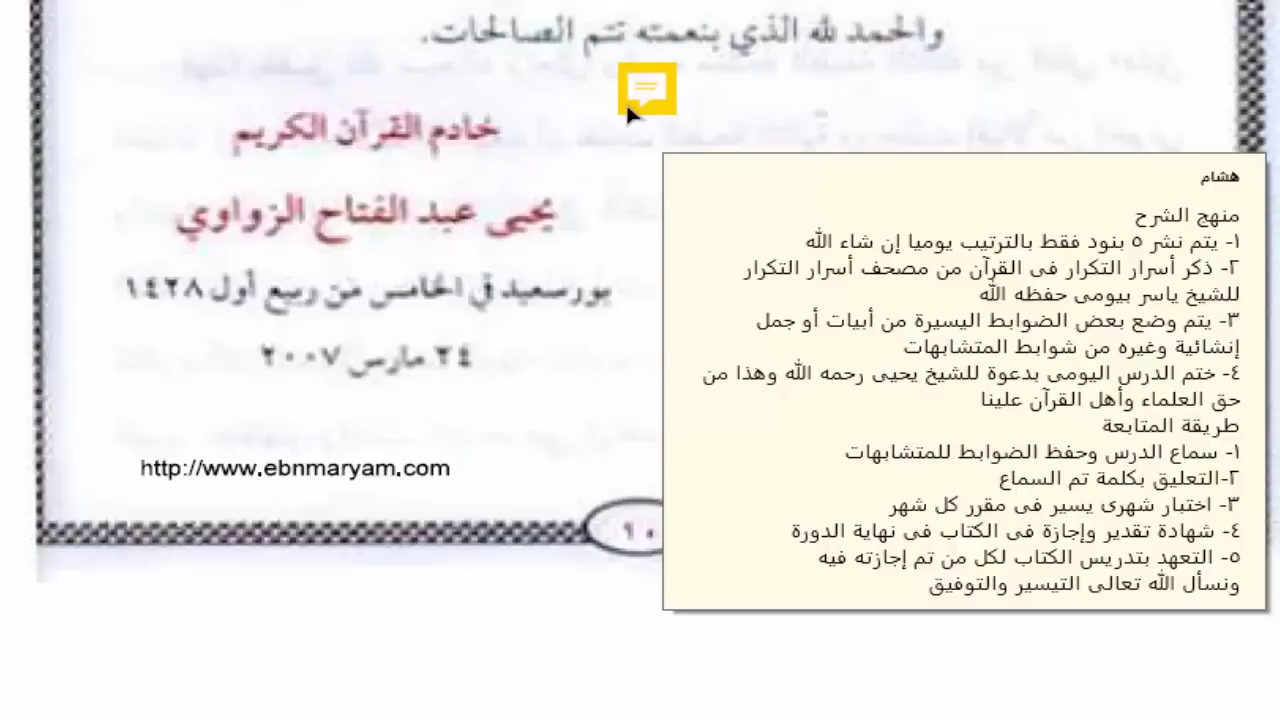 والحمد لله الذي بنعمته تتم الصالحات.
خادم القرآن الكريم
يحيى عبد الفتاح الزواوي
بورسعيد في الخامس من ربيع أول ١٤٢٨
٢٤ مارس ٢٠٠٧
http://www.ebnmaryam.com
١٠
هشام
منهج الشرح
١- يتم نشر ٥ بنود فقط بالترتيب يوميا إن شاء الله
٢- ذكر أسرار التكرار فى القرآن من مصحف أسرار التكرار
للشيخ ياسر بيومى حفظه الله
٣- يتم وضع بعض الضوابط اليسيرة من أبيات أو جمل
إنشائية وغيره من شوابط المتشابهات
٤- ختم الدرس اليومى بدعوة للشيخ يحيى رحمه الله وهذا من
حق العلماء وأهل القرآن علينا
طريقة المتابعة
١- سماع الدرس وحفظ الضوابط للمتشابهات
٢-التعليق بكلمة تم السماع
٣- اختبار شهرى يسير فى مقرر كل شهر
٤- شهادة تقدير وإجازة فى الكتاب فى نهاية الدورة
٥- التعهد بتدريس الكتاب لكل من تم إجازته فيه
ونسأل الله تعالى التيسير والتوفيق